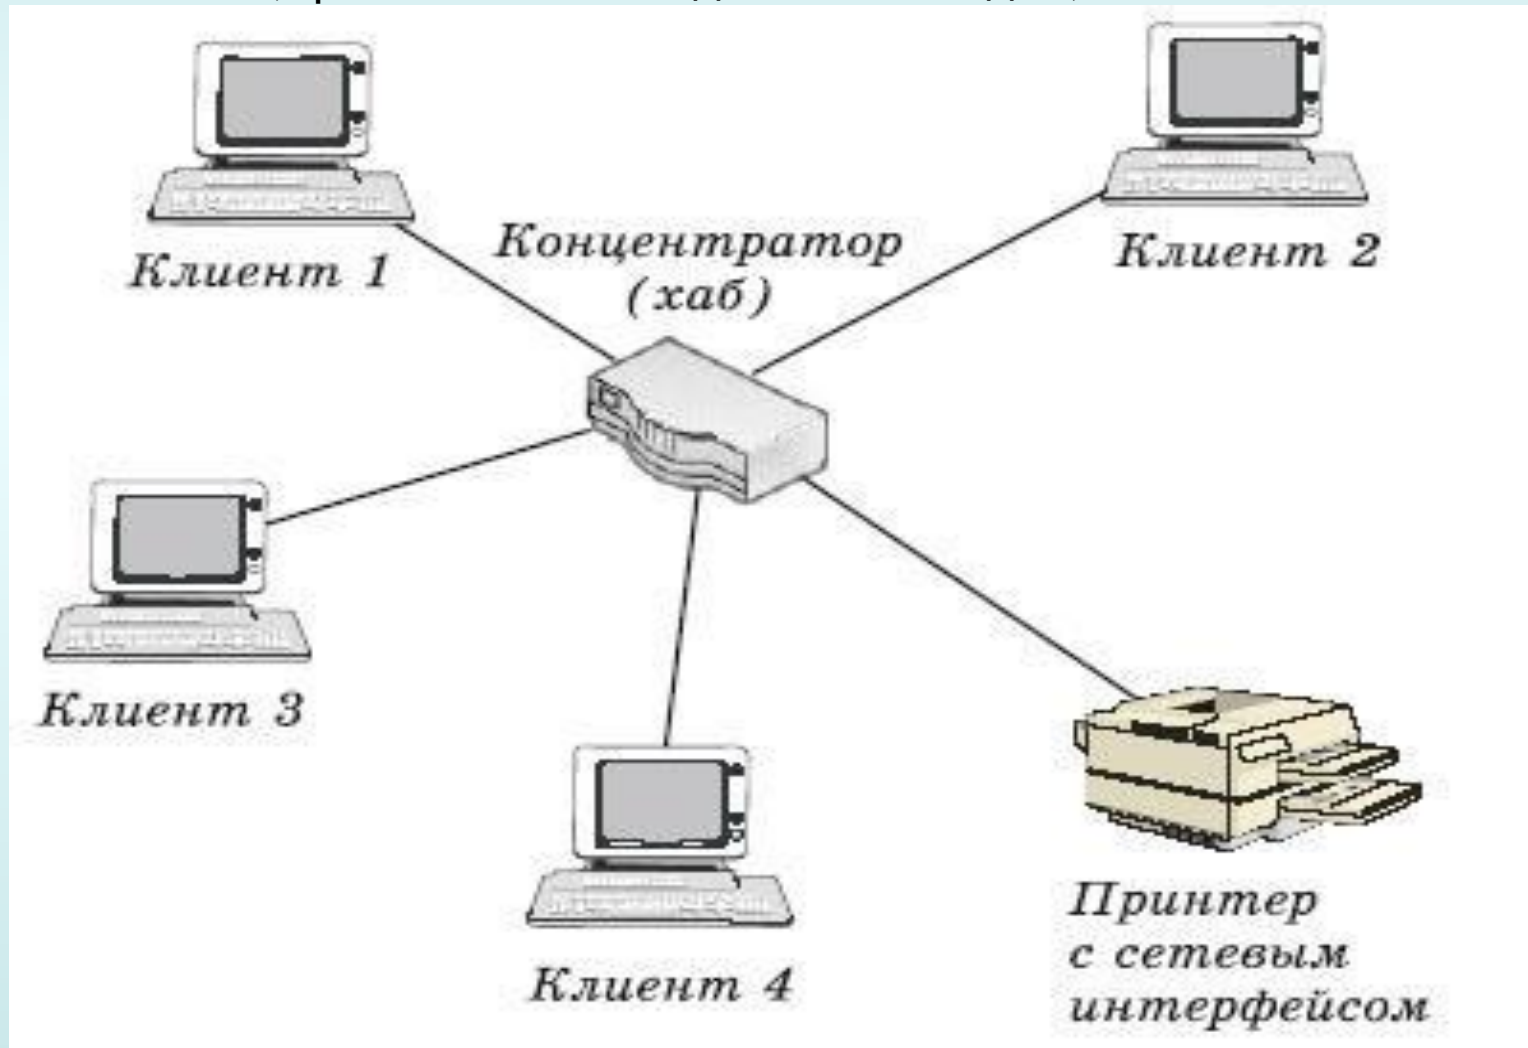 Клиент 1
Концентратор
(хаб)
Клиент 2
Клиент 3
Клиент 4
Принтер
с сетевым
интерфейсом